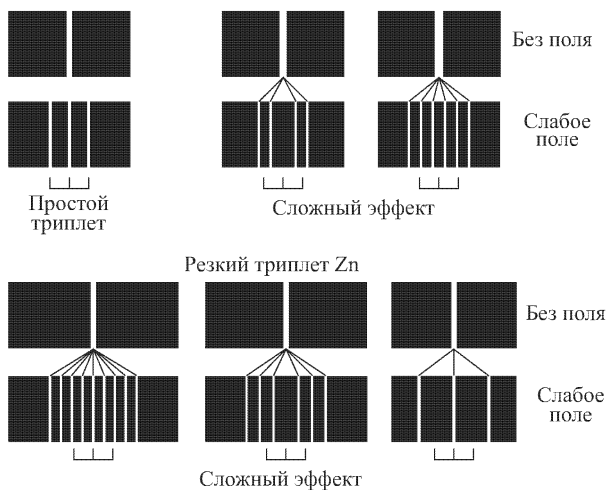 Без поля
Слабое
поле
Простой
триплет
Сложный эффект
Резкий триплет Zn
Без поля
Слабое
поле
Сложный эффект